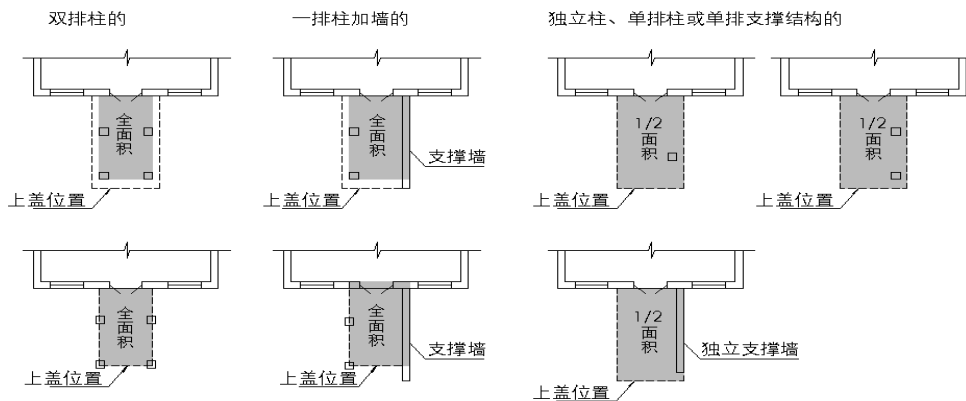 双排柱的
一排柱加墙的
独立柱、单排柱或单排支撑结构的
全面积
全面积
1/2
面积
1/2
面积
支撑墙
上盖位置
上盖位置
上盖位置
上盖位置
全面积
全面积
1/2
面积
支撑墙
独立支撑墙
上盖位置
上盖位置
上盖位置